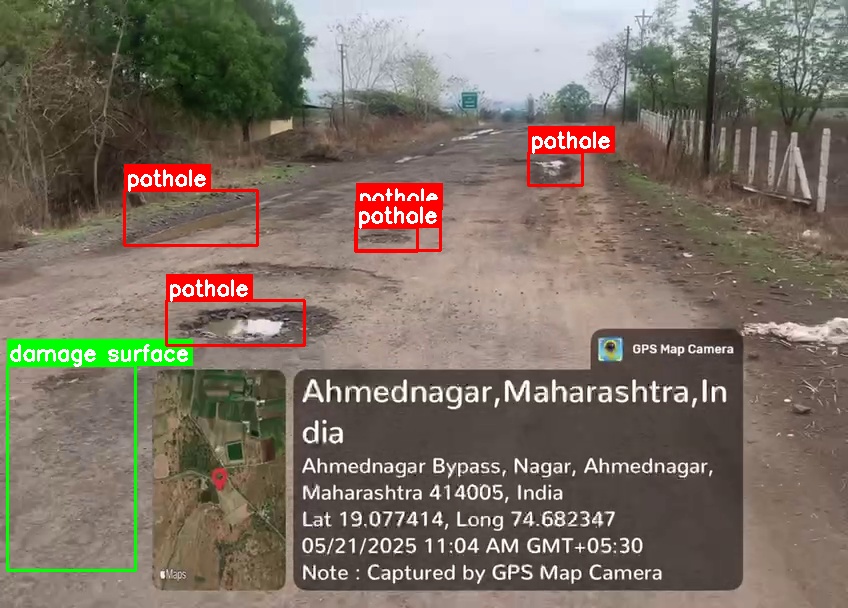 pothole
pothole
pothole
pothole
pothole
damage surface
GPS Map Camera
Ahmednagar,Maharashtra,In
dia
Ahmednagar Bypass, Nagar, Ahmednagar,
Maharashtra 414005, India
Lat 19.077414, Long 74.682347
05/21/2025 11:04 AM GMT+05:30
Note : Captured by GPS Map Camera
Maps